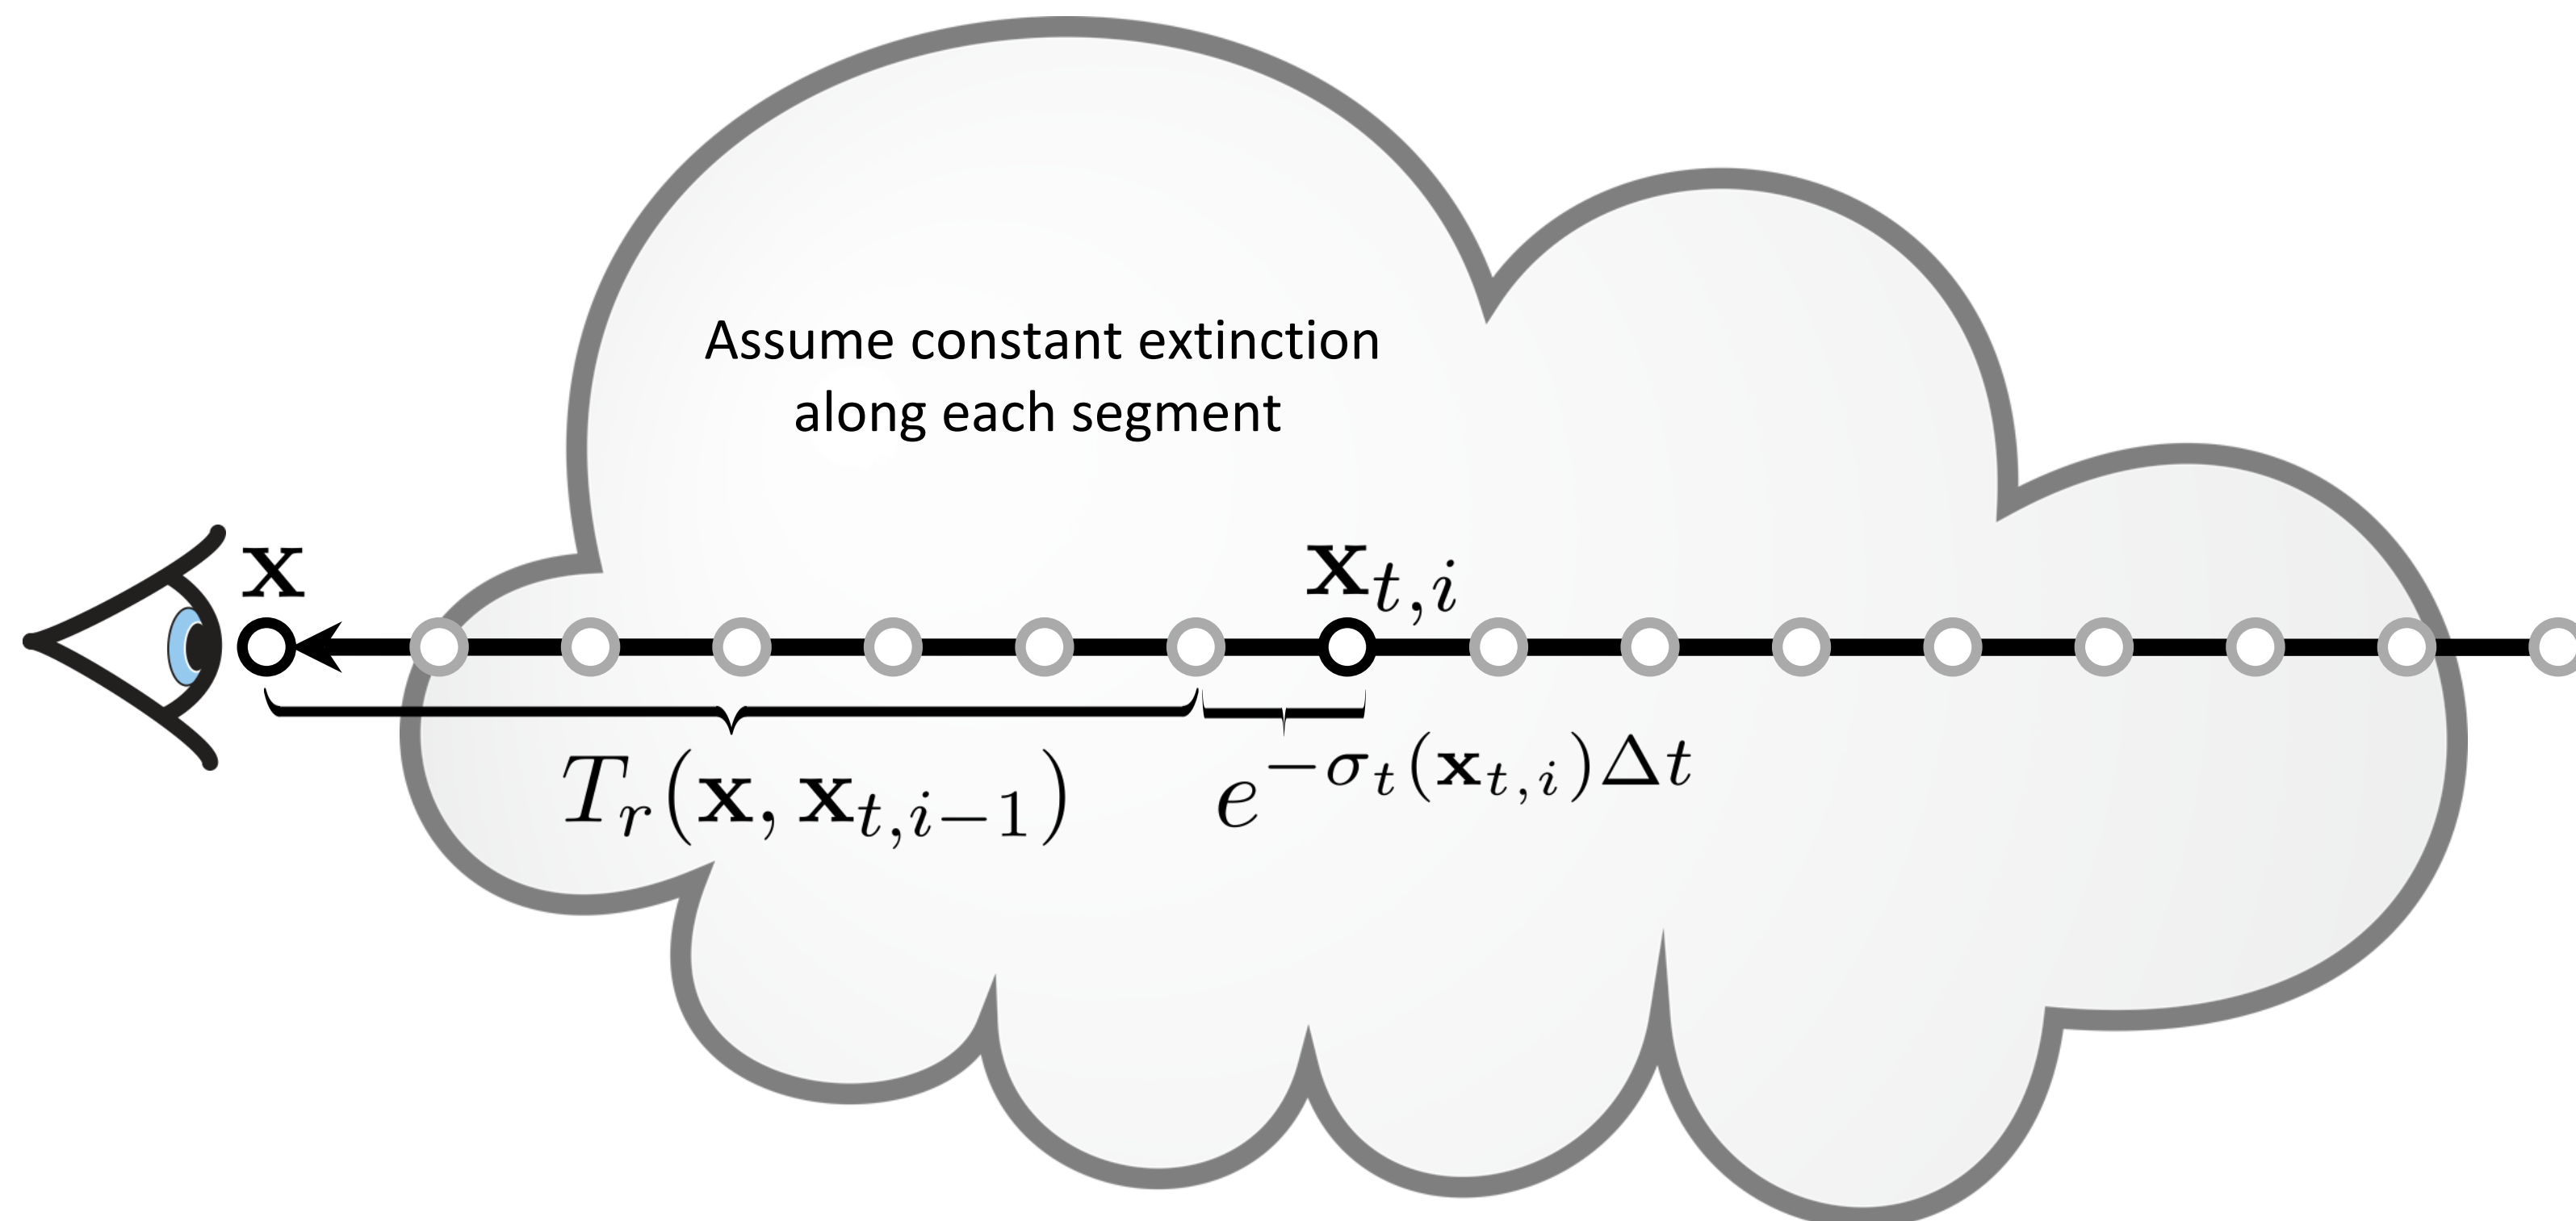 Assume constant extinction
along each segment
x
x_{t,i}
T_r(x, x_{t,i-1})
e^{-σ_t(x_{t,i})Δt}